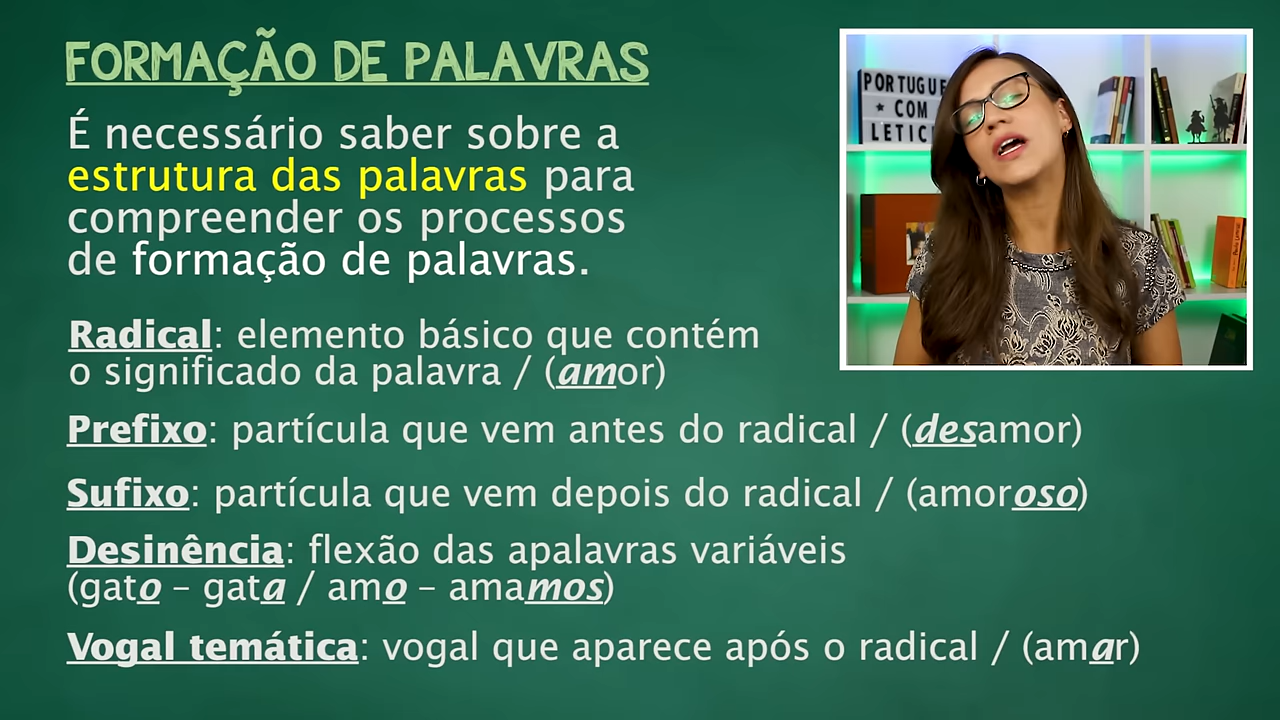 FORMAÇÃO DE PALAVRAS
É necessário saber sobre a
estrutura das palavras para
compreender os processos
de formação de palavras.
Radical: elemento básico que contém
o significado da palavra / (amor)
Prefixo: partícula que vem antes do radical / (desamor)
Sufixo: partícula que vem depois do radical / (amoroso)
Desinência: flexão das apalavras variáveis
(gato – gata / amo – amamos)
Vogal temática: vogal que aparece após o radical / (amar)
PORTUGUE
★ COM
LETIC